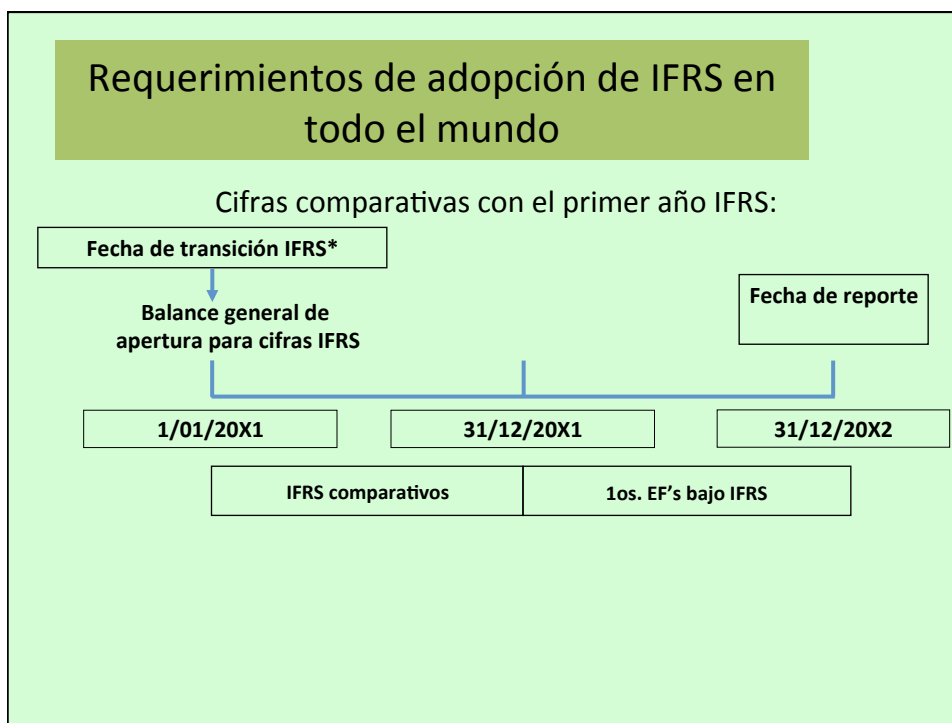 Requerimientos de adopción de IFRS en
todo el mundo
Cifras comparativas con el primer año IFRS:
Fecha de transición IFRS*
Balance general de
apertura para cifras IFRS
Fecha de reporte
1/01/20X1
31/12/20X1
31/12/20X2
IFRS comparativos
1os. EF’s bajo IFRS